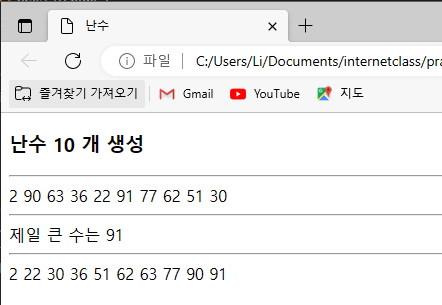 난수
파일 C:/Users/Li/Documents/internetclass/pra
즐겨찾기 가져오기 Gmail YouTube 지도
난수 10 개 생성
2 90 63 36 22 91 77 62 51 30
제일 큰 수는 91
2 22 30 36 51 62 63 77 90 91